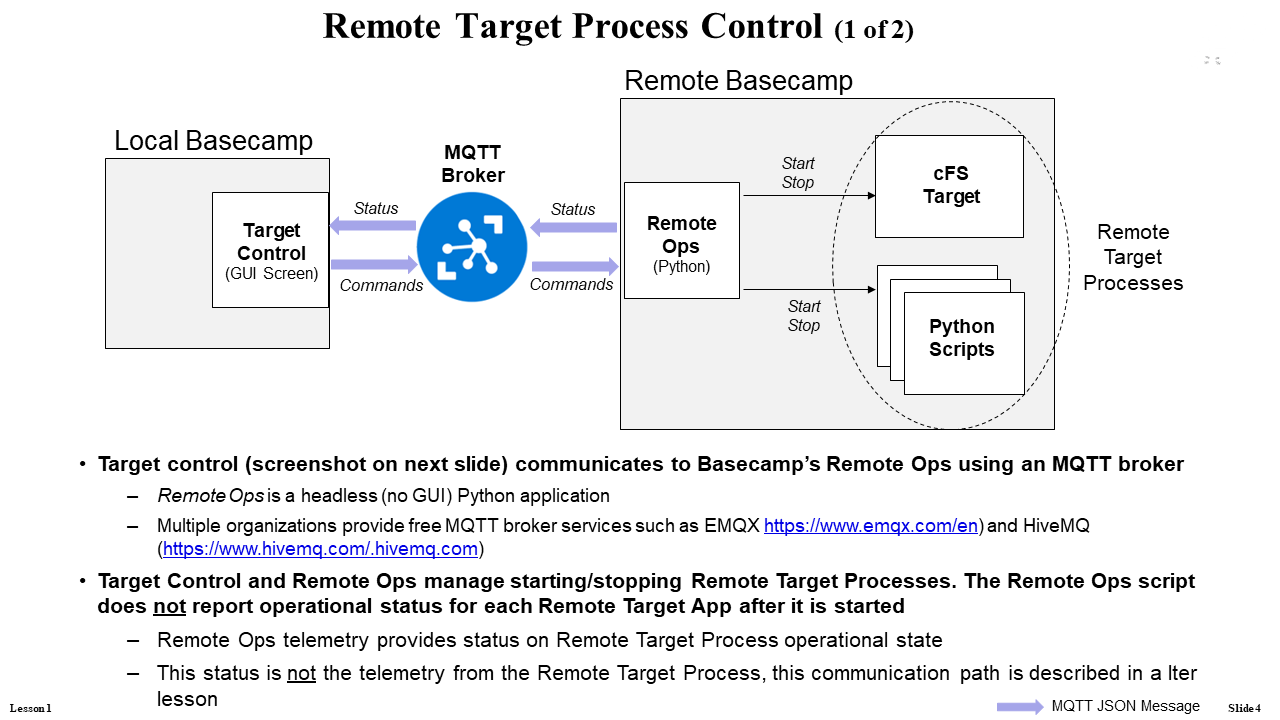 Remote Target Process Control (1 of 2)
Remote Basecamp
Local Basecamp
MQTT
Broker
Start
Stop
cFS
Target
Status
Status
Target
Control
(GUI Screen)
Remote
Ops
(Python)
Remote
Target
Processes
Commands
Commands
Start
Stop
Python
Scripts
• Target control (screenshot on next slide) communicates to Basecamp’s Remote Ops using an MQTT broker
– Remote Ops is a headless (no GUI) Python application
– Multiple organizations provide free MQTT broker services such as EMQX https://www.emqx.com/en) and HiveMQ
(https://www.hivemq.com/.hivemq.com)
• Target Control and Remote Ops manage starting/stopping Remote Target Processes. The Remote Ops script
does not report operational status for each Remote Target App after it is started
– Remote Ops telemetry provides status on Remote Target Process operational state
– This status is not the telemetry from the Remote Target Process, this communication path is described in a lter
lesson
Lesson 1
MQTT JSON Message
Slide 4